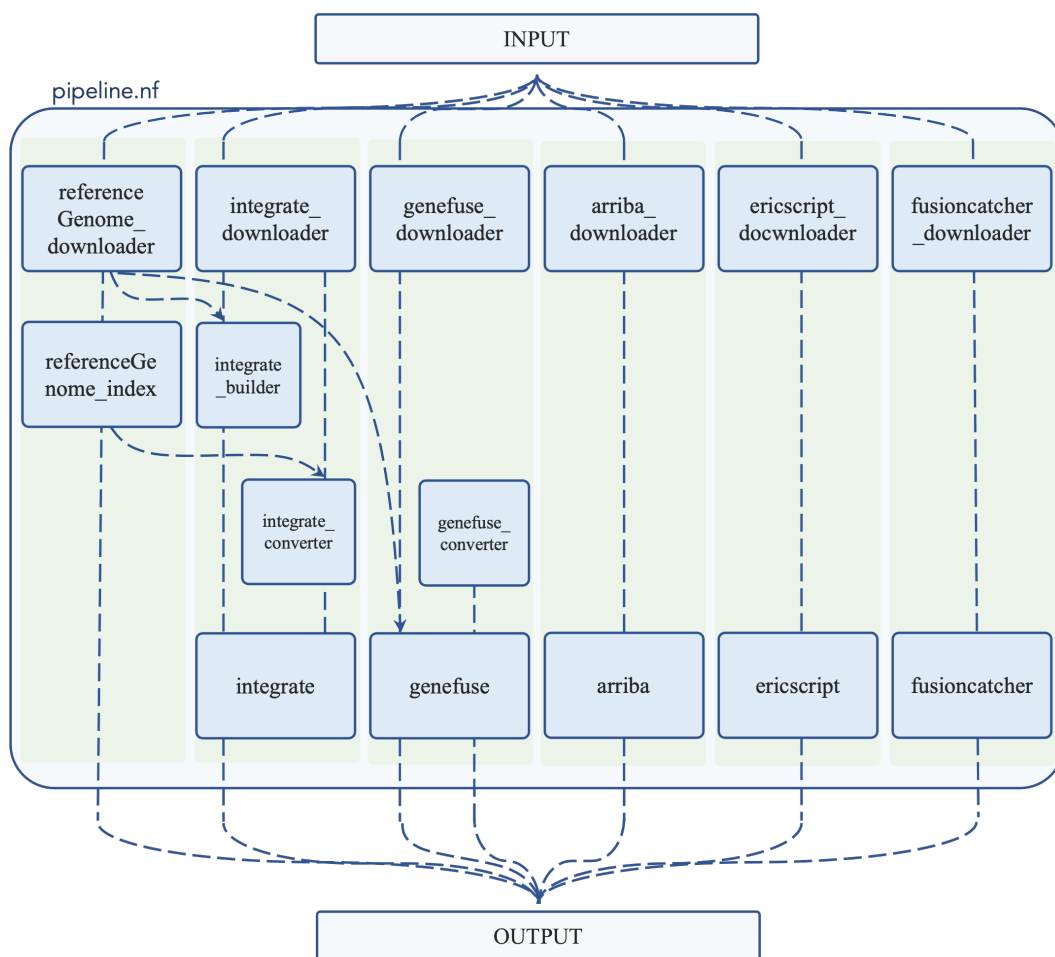 INPUT
pipeline.nf
reference
Genome_
downloader
integrate_
downloader
genefuse_
downloader
arriba_
downloader
ericscript_
docwnloader
fusioncatcher
_downloader
referenceGe
nome_index
integrate
_builder
integrate_
converter
genefuse_
converter
integrate
genefuse
arriba
ericscript
fusioncatcher
OUTPUT